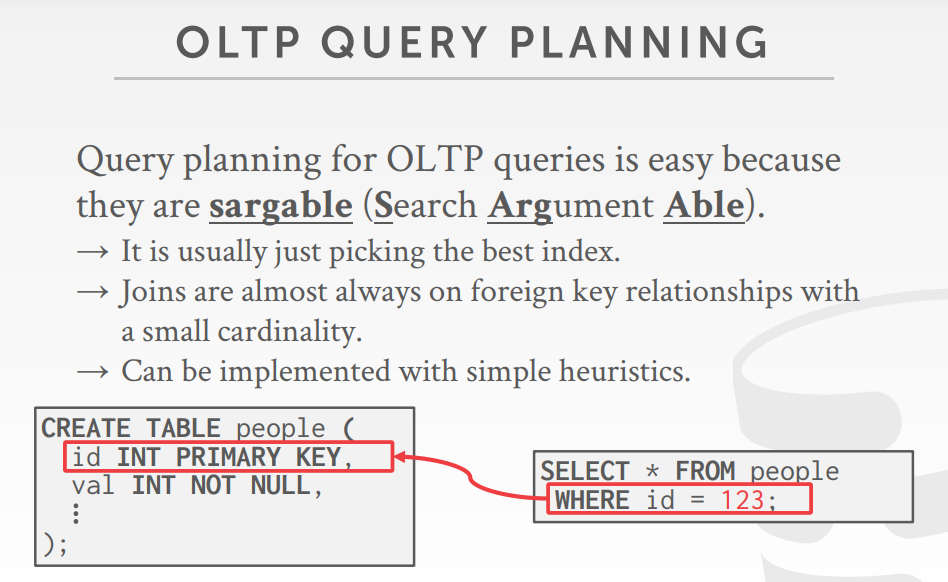 OLTP QUERY PLANNING
Query planning for OLTP queries is easy because
they are sargable (Search Argument Able).
→ It is usually just picking the best index.
→ Joins are almost always on foreign key relationships with
a small cardinality.
→ Can be implemented with simple heuristics.
CREATE TABLE people (
id INT PRIMARY KEY,
val INT NOT NULL,
⋮
);
SELECT * FROM people
WHERE id = 123;